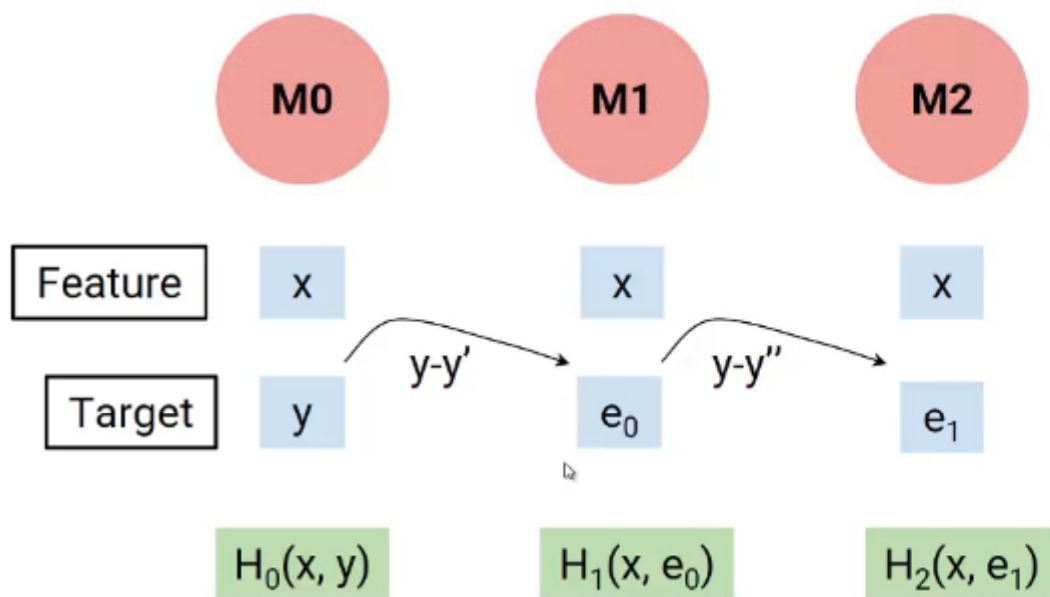 M0 M1 M2
Feature x x x
y-y’ y-y’’
Target y e₀ e₁
H₀(x, y) H₁(x, e₀) H₂(x, e₁)